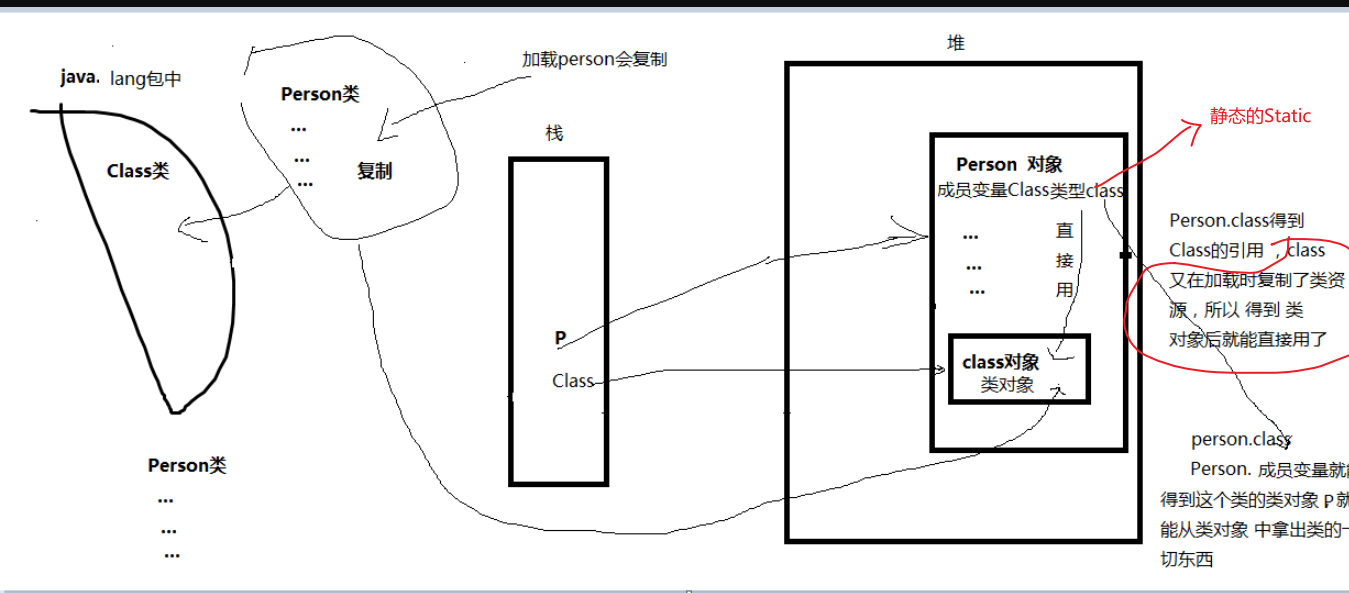 java. lang包中
Class类
Person类
...
...
...
Person类
...
...
...
复制
加载person会复制
栈
P
Class
堆
Person 对象
成员变量Class类型class
...
...
...
直
接
用
class对象
类对象
静态的Static
Person.class得到
Class的引用 ，class
又在加载时复制了类资
源，所以 得到 类
对象后就能直接用了
person.class
Person. 成员变量就能
得到这个类的类对象 P 就
能从类对象 中拿出类的一
切东西